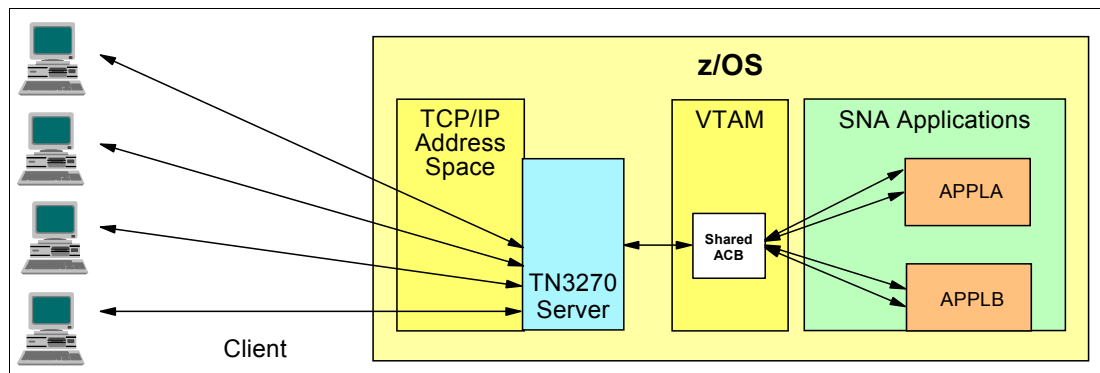 z/OS
TCP/IP
Address
Space
VTAM
SNA Applications
APPLA
Shared
ACB
TN3270
Server
APPLB
Client